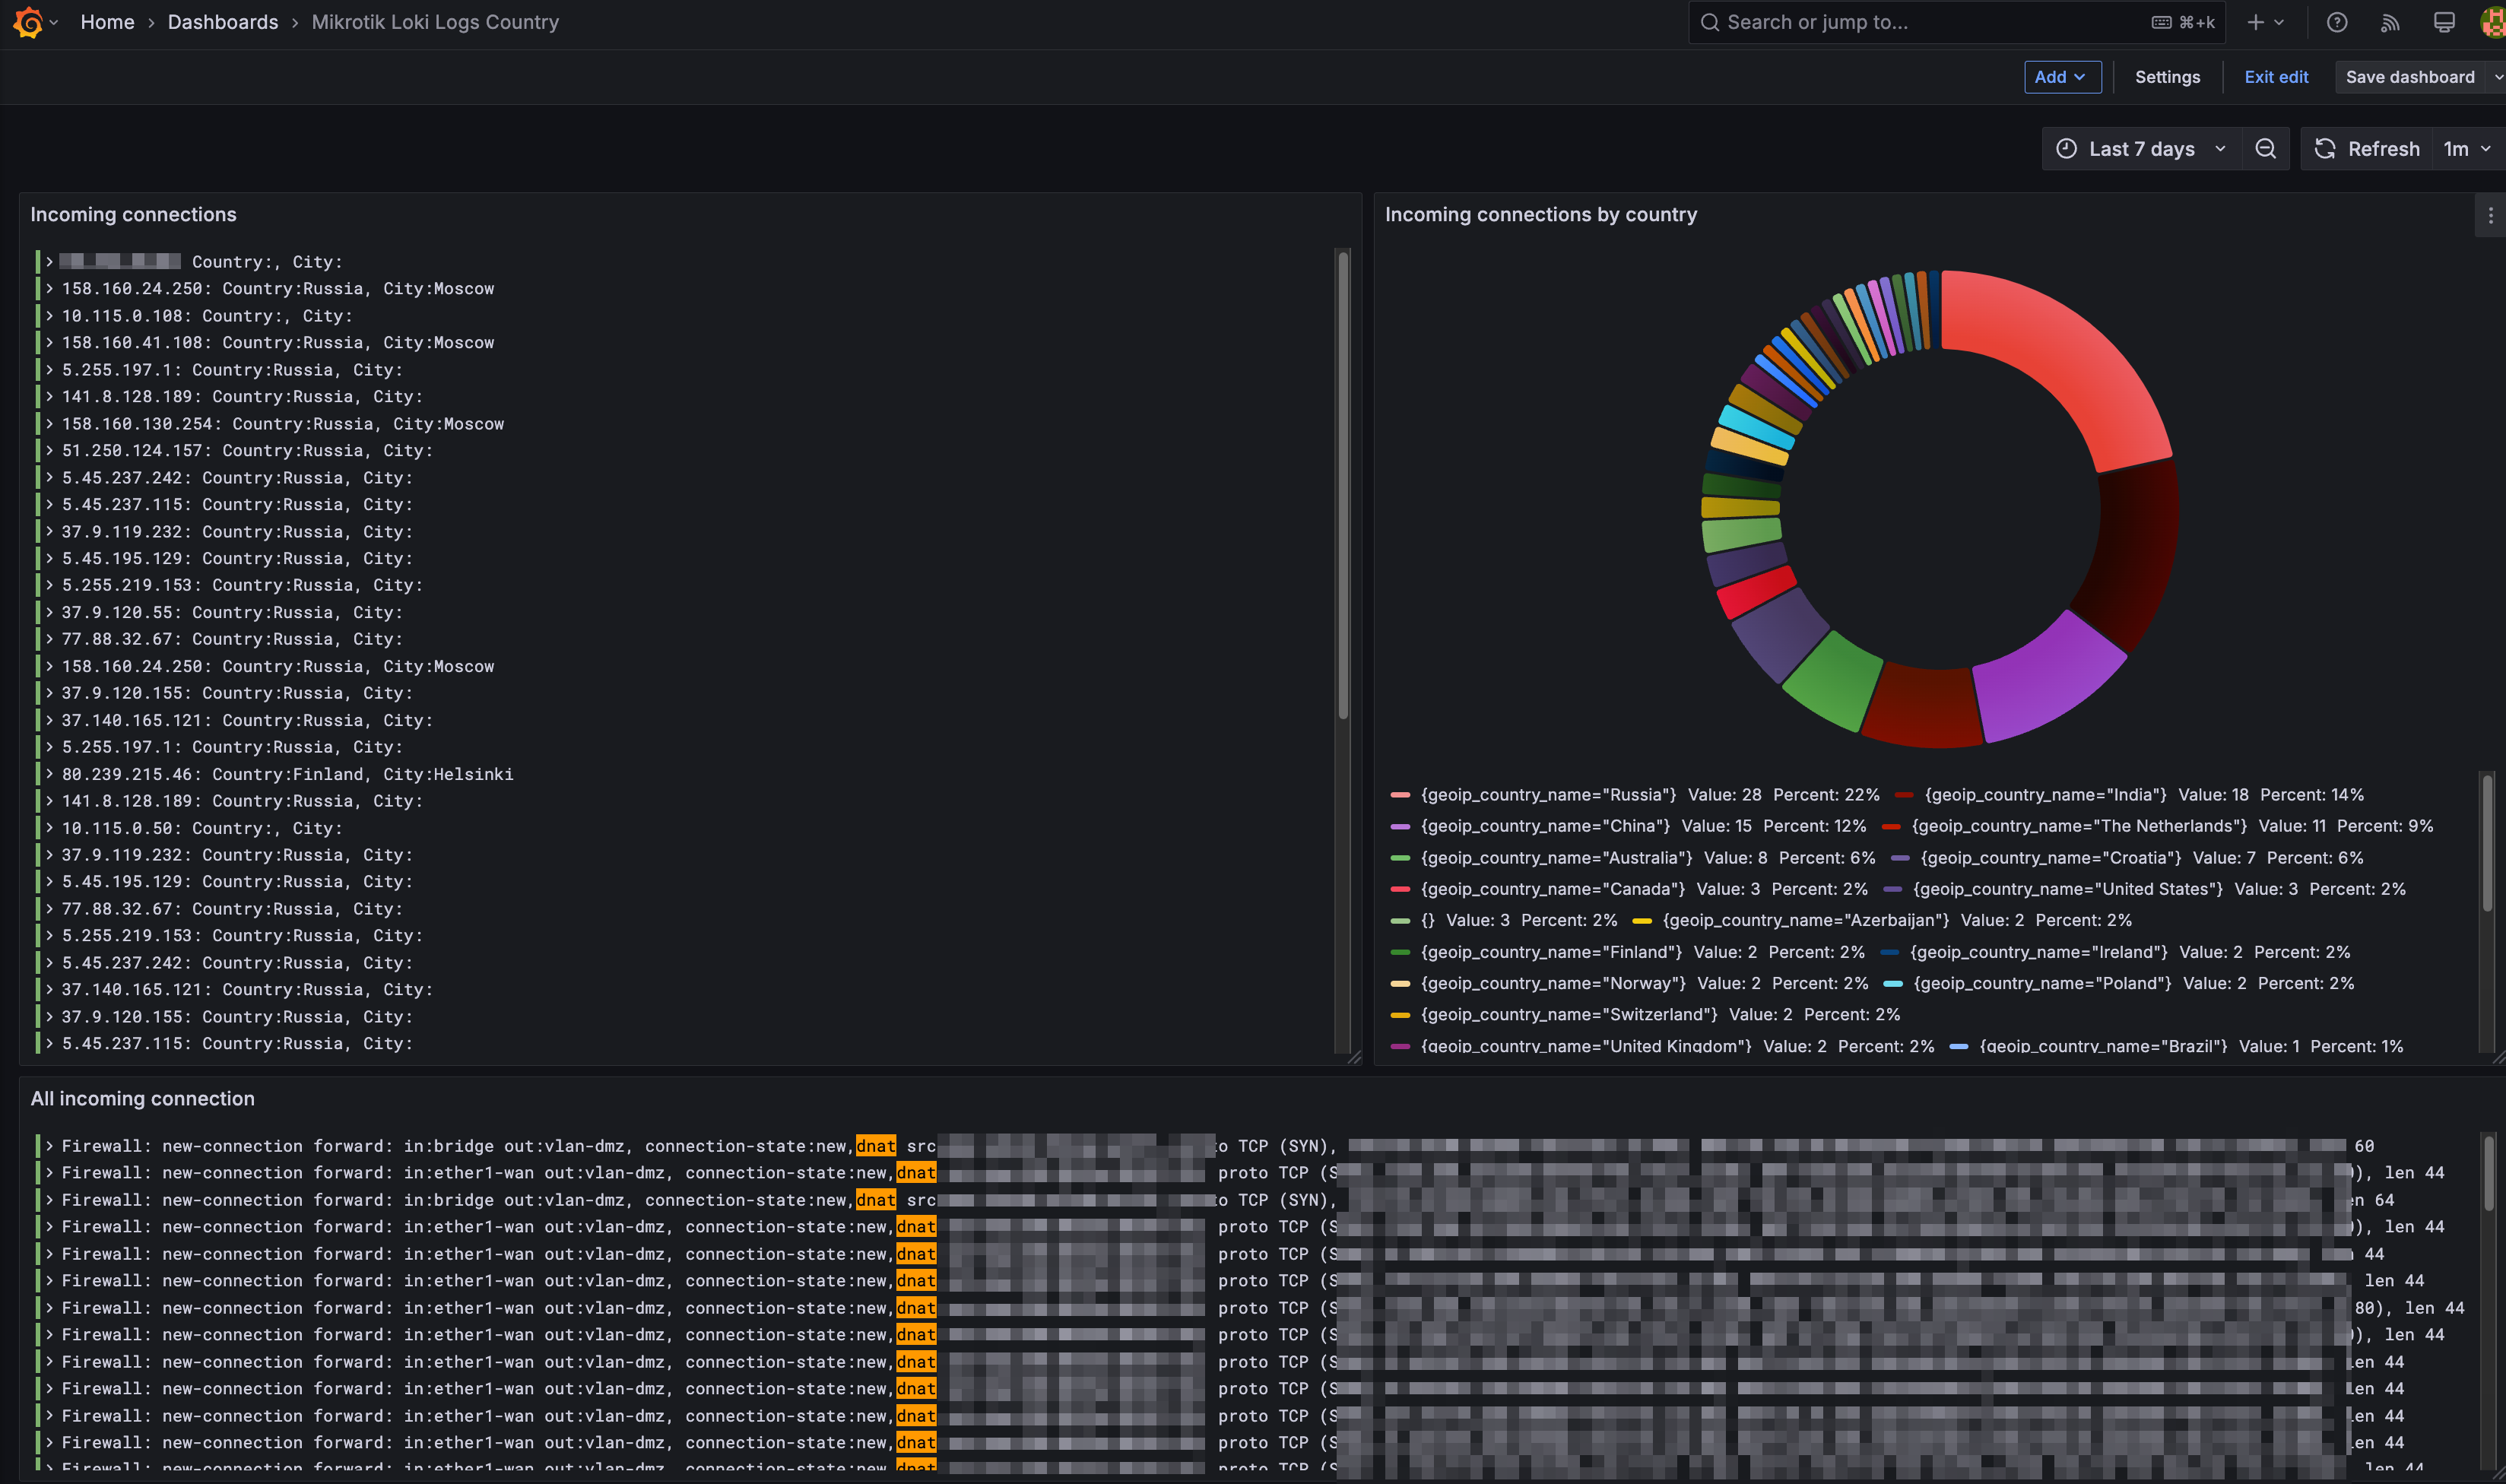 Home › Dashboards › Mikrotik Loki Logs Country
Search or jump to... ⌘+k
Add
Settings
Exit edit
Save dashboard
Last 7 days
Refresh 1m
Incoming connections
Country:, City:
158.160.24.250: Country:Russia, City:Moscow
10.115.0.108: Country:, City:
158.160.41.108: Country:Russia, City:Moscow
5.255.197.1: Country:Russia, City:
141.8.128.189: Country:Russia, City:
158.160.130.254: Country:Russia, City:Moscow
51.250.124.157: Country:Russia, City:
5.45.237.242: Country:Russia, City:
5.45.237.115: Country:Russia, City:
37.9.119.232: Country:Russia, City:
5.45.195.129: Country:Russia, City:
5.255.219.153: Country:Russia, City:
37.9.120.55: Country:Russia, City:
77.88.32.67: Country:Russia, City:
158.160.24.250: Country:Russia, City:Moscow
37.9.120.155: Country:Russia, City:
37.140.165.121: Country:Russia, City:
5.255.197.1: Country:Russia, City:
80.239.215.46: Country:Finland, City:Helsinki
141.8.128.189: Country:Russia, City:
10.115.0.50: Country:, City:
37.9.119.232: Country:Russia, City:
5.45.195.129: Country:Russia, City:
77.88.32.67: Country:Russia, City:
5.255.219.153: Country:Russia, City:
5.45.237.242: Country:Russia, City:
37.140.165.121: Country:Russia, City:
37.9.120.155: Country:Russia, City:
5.45.237.115: Country:Russia, City:
Incoming connections by country
{geoip_country_name="Russia"} Value: 28 Percent: 22% {geoip_country_name="India"} Value: 18 Percent: 14%
{geoip_country_name="China"} Value: 15 Percent: 12% {geoip_country_name="The Netherlands"} Value: 11 Percent: 9%
{geoip_country_name="Australia"} Value: 8 Percent: 6% {geoip_country_name="Croatia"} Value: 7 Percent: 6%
{geoip_country_name="Canada"} Value: 3 Percent: 2% {geoip_country_name="United States"} Value: 3 Percent: 2%
{} Value: 3 Percent: 2% {geoip_country_name="Azerbaijan"} Value: 2 Percent: 2%
{geoip_country_name="Finland"} Value: 2 Percent: 2% {geoip_country_name="Ireland"} Value: 2 Percent: 2%
{geoip_country_name="Norway"} Value: 2 Percent: 2% {geoip_country_name="Poland"} Value: 2 Percent: 2%
{geoip_country_name="Switzerland"} Value: 2 Percent: 2%
{geoip_country_name="United Kingdom"} Value: 2 Percent: 2% {geoip_country_name="Brazil"} Value: 1 Percent: 1%
All incoming connection
Firewall: new-connection forward: in:bridge out:vlan-dmz, connection-state:new,dnat src TCP (SYN), 60
Firewall: new-connection forward: in:ether1-wan out:vlan-dmz, connection-state:new,dnat proto TCP (S ), len 44
Firewall: new-connection forward: in:bridge out:vlan-dmz, connection-state:new,dnat src TCP (SYN), 64
Firewall: new-connection forward: in:ether1-wan out:vlan-dmz, connection-state:new,dnat proto TCP (S ), len 44
Firewall: new-connection forward: in:ether1-wan out:vlan-dmz, connection-state:new,dnat proto TCP (S 44
Firewall: new-connection forward: in:ether1-wan out:vlan-dmz, connection-state:new,dnat proto TCP (S len 44
Firewall: new-connection forward: in:ether1-wan out:vlan-dmz, connection-state:new,dnat proto TCP (S 80), len 44
Firewall: new-connection forward: in:ether1-wan out:vlan-dmz, connection-state:new,dnat proto TCP (S ), len 44
Firewall: new-connection forward: in:ether1-wan out:vlan-dmz, connection-state:new,dnat proto TCP (S len 44
Firewall: new-connection forward: in:ether1-wan out:vlan-dmz, connection-state:new,dnat proto TCP (S len 44
Firewall: new-connection forward: in:ether1-wan out:vlan-dmz, connection-state:new,dnat proto TCP (S len 44
Firewall: new-connection forward: in:ether1-wan out:vlan-dmz, connection-state:new,dnat proto TCP (S len 44
Firewall: new-connection forward: in:ether1-wan out:vlan-dmz, connection-state:new,dnat proto TCP (S len 44